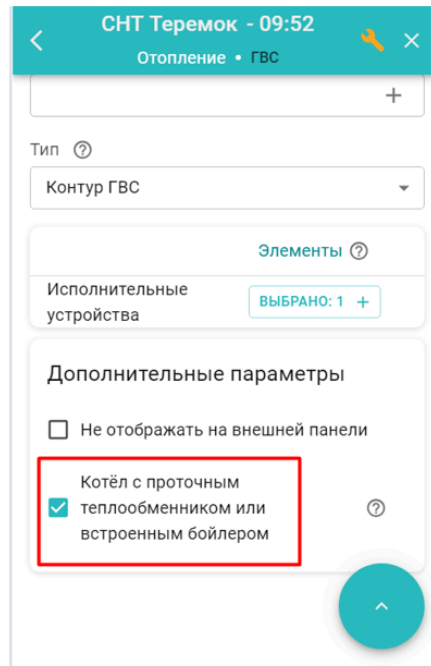 СНТ Теремок - 09:52
Отопление • ГВС
Тип
Контур ГВС
Элементы
Исполнительные
устройства
ВЫБРАНО: 1 +
Дополнительные параметры
Не отображать на внешней панели
Котёл с проточным
теплообменником или
встроенным бойлером